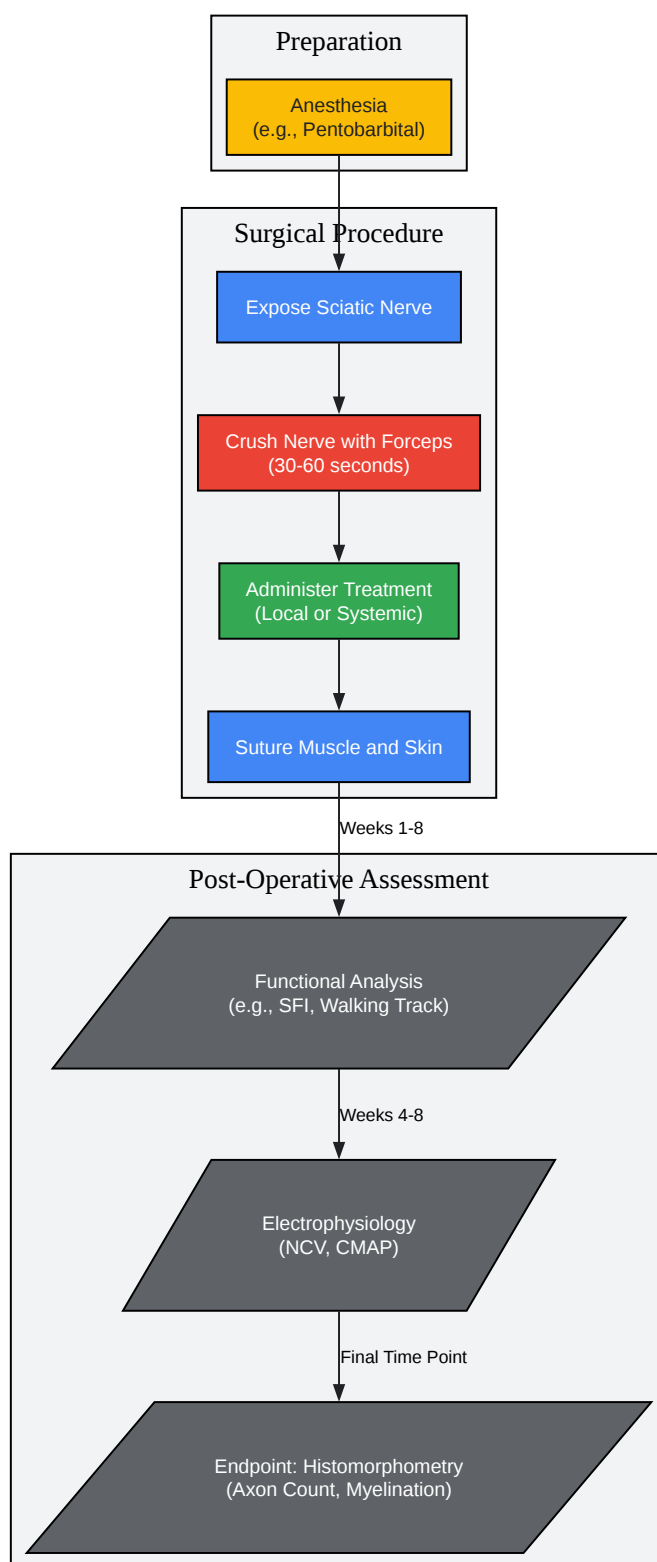 Preparation
Anesthesia
(e.g., Pentobarbital)
Surgical Procedure
Expose Sciatic Nerve
Crush Nerve with Forceps
(30-60 seconds)
Administer Treatment
(Local or Systemic)
Suture Muscle and Skin
Weeks 1-8
Post-Operative Assessment
Functional Analysis
(e.g., SFI, Walking Track)
Weeks 4-8
Electrophysiology
(NCV, CMAP)
Final Time Point
Endpoint: Histomorphometry
(Axon Count, Myelination)